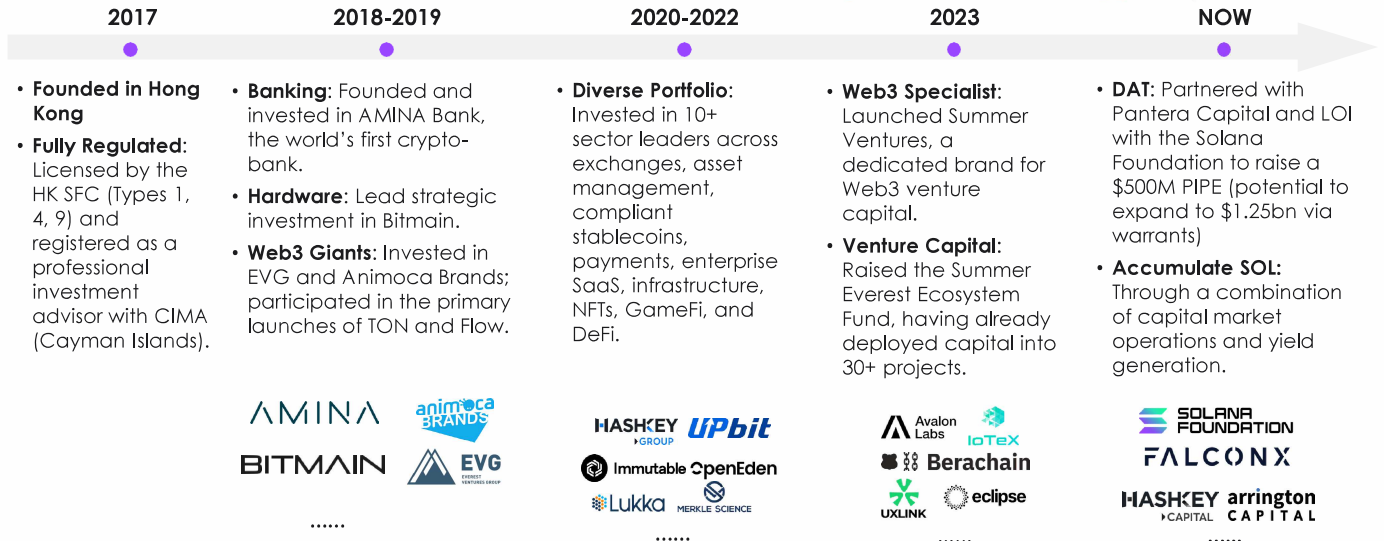 2017
• Founded in Hong
Kong
• Fully Regulated:
Licensed by the
HK SFC (Types 1,
4, 9) and
registered as a
professional
investment
advisor with CIMA
(Cayman Islands).
2018-2019
• Banking: Founded and
invested in AMINA Bank,
the world's first crypto-
bank.
• Hardware: Lead strategic
investment in Bitmain.
• Web3 Giants: Invested in
EVG and Animoca Brands;
participated in the primary
launches of TON and Flow.
AMINA
animoca
BRANDS
BITMAIN
EVG
EVEREST
VENTURES GROUP
......
2020-2022
• Diverse Portfolio:
Invested in 10+
sector leaders across
exchanges, asset
management,
compliant
stablecoins,
payments, enterprise
SaaS, infrastructure,
NFTs, GameFi, and
DeFi.
HASHKEY
GROUP
UPbit
Immutable
OpenEden
Lukka
MERKLE SCIENCE
......
2023
• Web3 Specialist:
Launched Summer
Ventures, a
dedicated brand for
Web3 venture
capital.
• Venture Capital:
Raised the Summer
Everest Ecosystem
Fund, having already
deployed capital into
30+ projects.
Avalon
Labs
IoTeX
Berachain
UXLINK
eclipse
......
NOW
• DAT: Partnered with
Pantera Capital and LOI
with the Solana
Foundation to raise a
$500M PIPE (potential to
expand to $1.25bn via
warrants)
• Accumulate SOL:
Through a combination
of capital market
operations and yield
generation.
SOLANA
FOUNDATION
FALCONX
HASHKEY
CAPITAL
arrington
CAPITAL
......